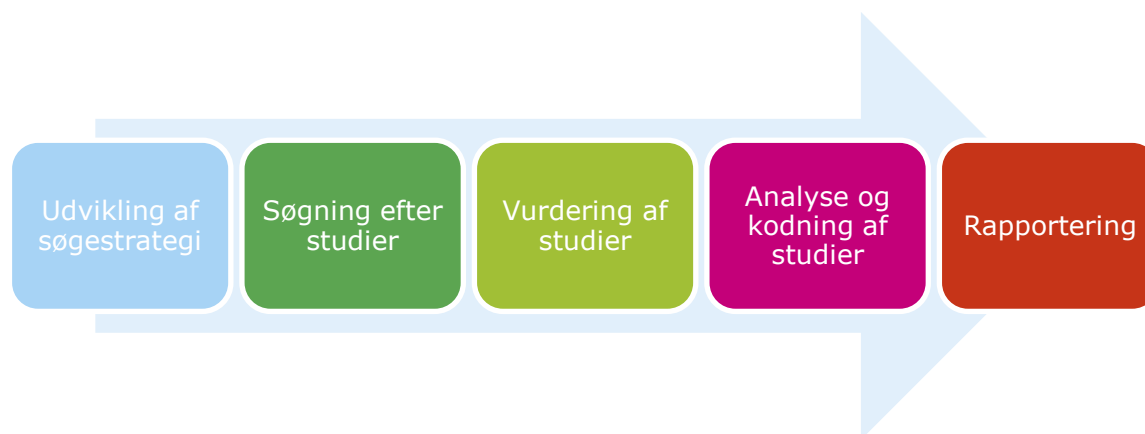 Udvikling af
søgestrategi
Søgning efter
studier
Vurdering af
studier
Analyse og
kodning af
studier
Rapportering